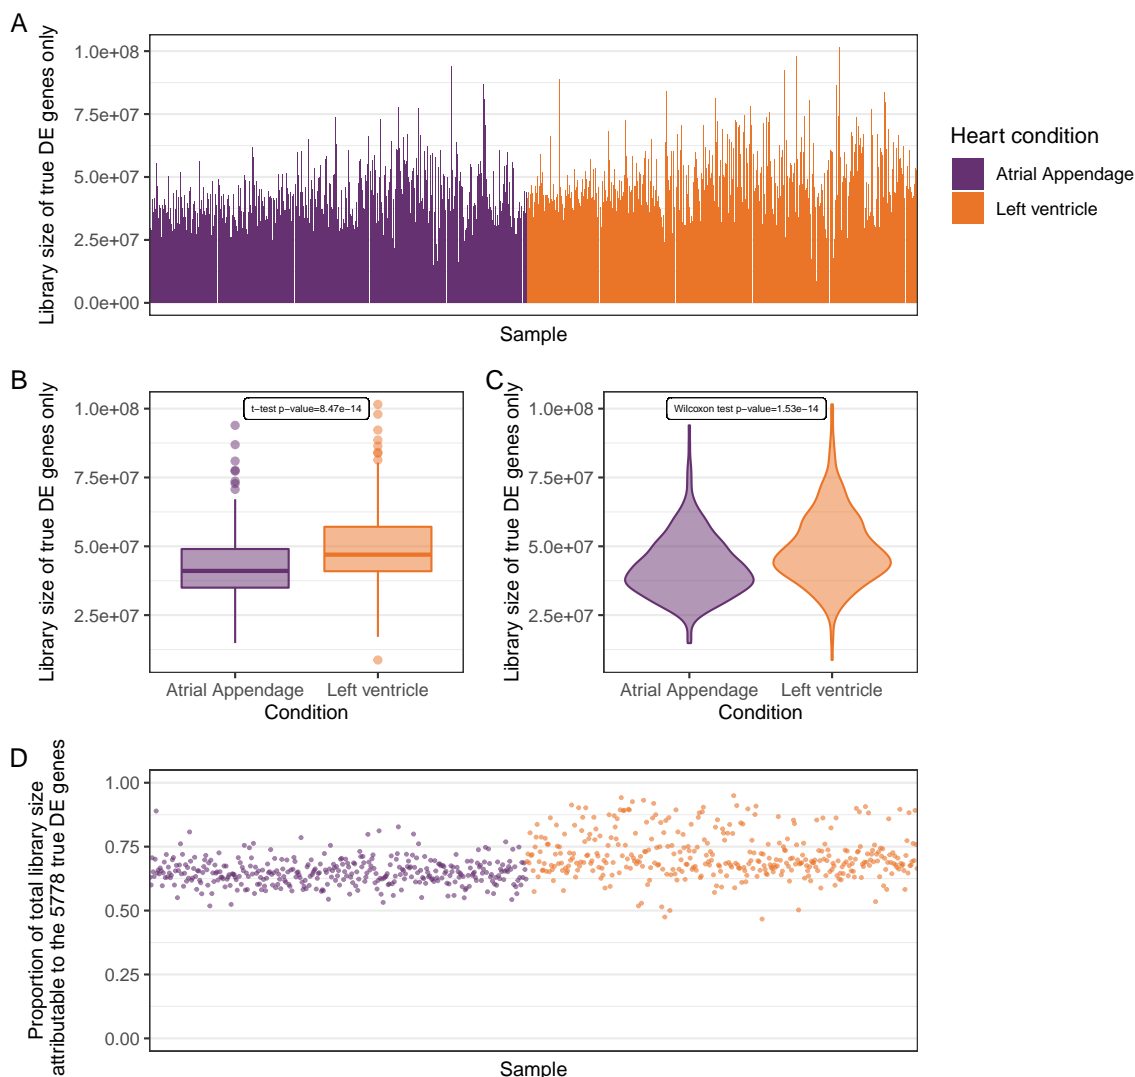 A
Library size of true DE genes only
1.0e+08
7.5e+07
5.0e+07
2.5e+07
0.0e+00
Sample
Heart condition
Atrial Appendage
Left ventricle
B
Library size of true DE genes only
1.0e+08
7.5e+07
5.0e+07
2.5e+07
t−test p−value=8.47e−14
Atrial Appendage
Left ventricle
Condition
C
Library size of true DE genes only
1.0e+08
7.5e+07
5.0e+07
2.5e+07
Wilcoxon test p−value=1.53e−14
Atrial Appendage
Left ventricle
Condition
D
Proportion of total library size
attributable to the 5778 true DE genes
1.00
0.75
0.50
0.25
0.00
Sample